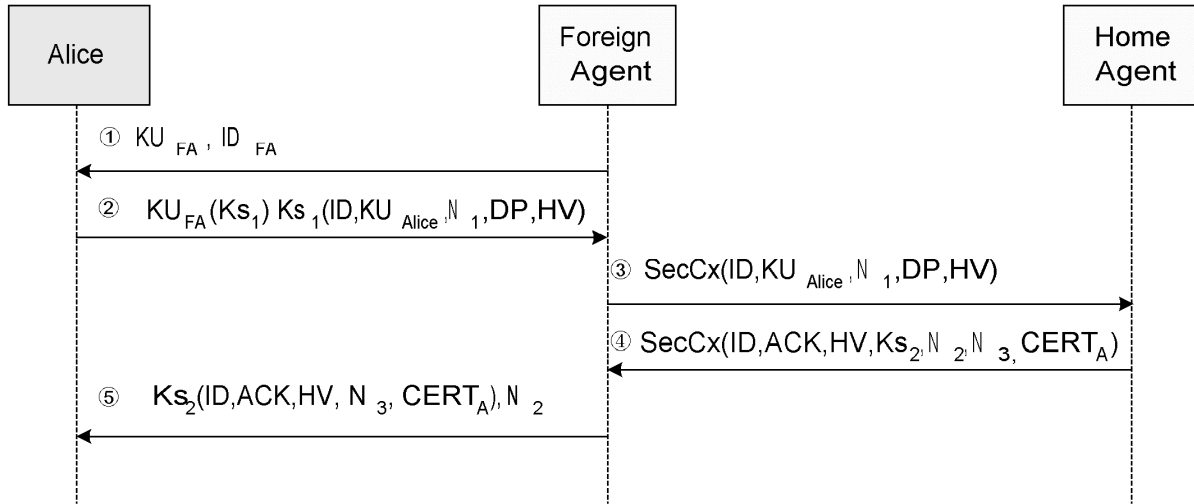 Alice
Foreign
Agent
Home
Agent
① KU FA , ID FA
② KU FA (Ks 1) Ks 1 (ID,KU Alice ,N 1,DP,HV)
③ SecCx(ID,KU Alice ,N 1,DP,HV)
④ SecCx(ID,ACK,HV,Ks 2,N 2,N 3, CERT A)
⑤ Ks 2(ID,ACK,HV, N 3, CERT A),N 2